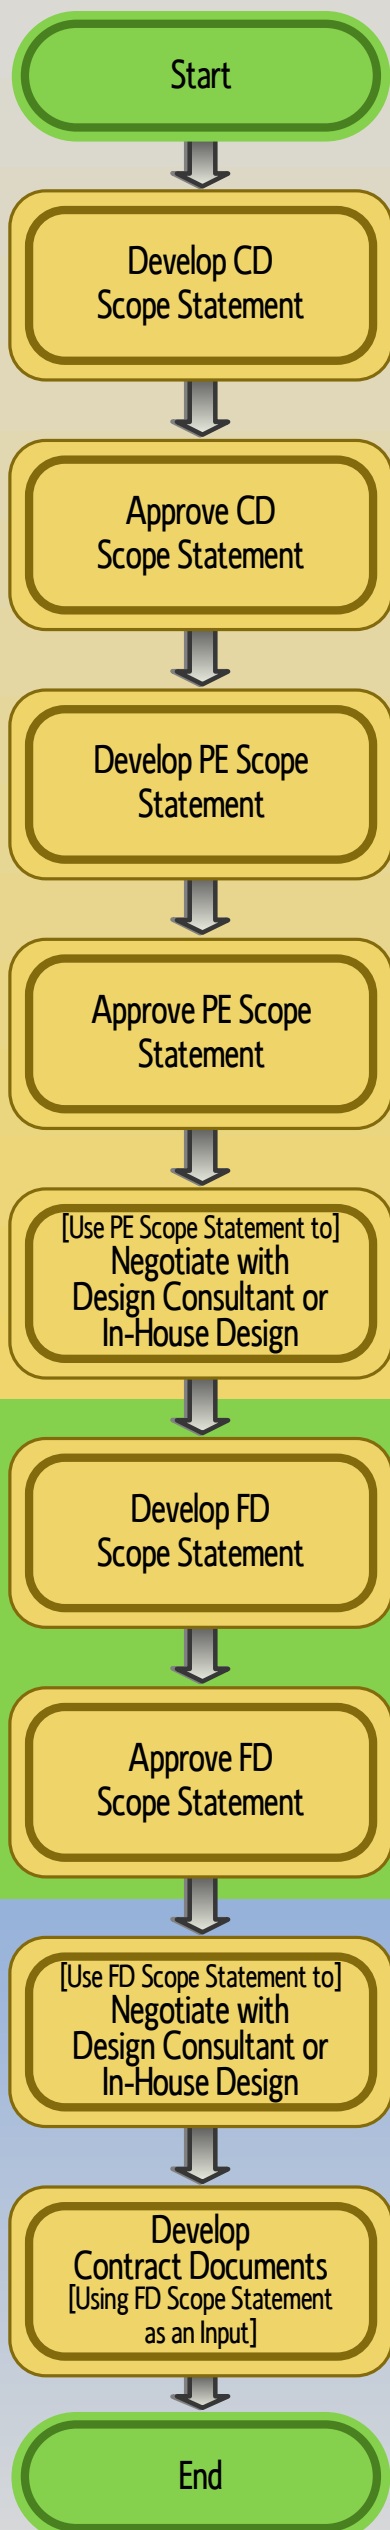 Start
Develop CD
Scope Statement
Approve CD
Scope Statement
Develop PE Scope
Statement
Approve PE Scope
Statement
[Use PE Scope Statement to]
Negotiate with
Design Consultant or
In-House Design
Develop FD
Scope Statement
Approve FD
Scope Statement
[Use FD Scope Statement to]
Negotiate with
Design Consultant or
In-House Design
Develop
Contract Documents
[Using FD Scope Statement
as an Input]
End